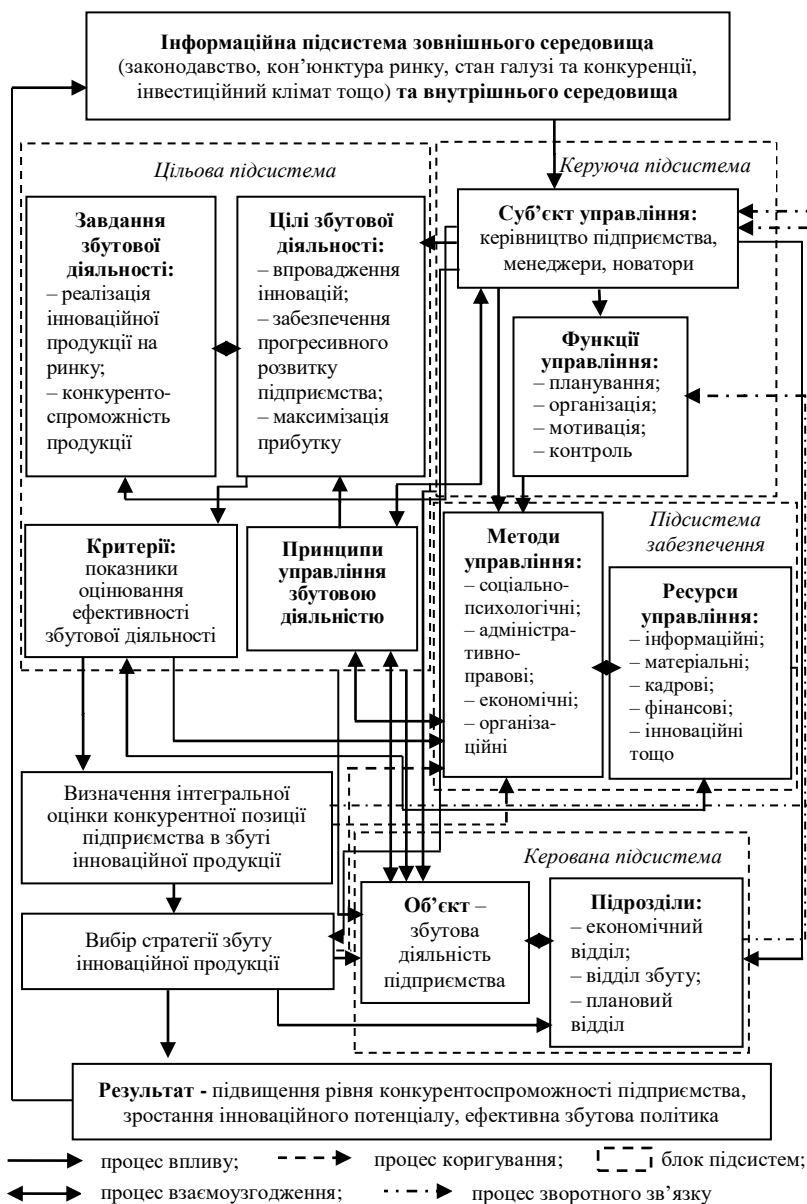 Інформаційна підсистема зовнішнього середовища
(законодавство, кон’юнктура ринку, стан галузі та конкуренції,
інвестиційний клімат тощо) та внутрішнього середовища
Цільова підсистема
Завдання
збутової
діяльності:
– реалізація
інноваційної
продукції на
ринку;
– конкуренто-
спроможність
продукції
Цілі збутової
діяльності:
– впровадження
інновацій;
– забезпечення
прогресивного
розвитку
підприємства;
– максимізація
прибутку
Керуюча підсистема
Суб’єкт управління:
керівництво підприємства,
менеджери, новатори
Функції
управління:
– планування;
– організація;
– мотивація;
– контроль
Критерії:
показники
оцінювання
ефективності
збутової діяльності
Принципи
управління
збутовою
діяльністю
Підсистема
забезпечення
Методи
управління:
– соціально-
психологічні;
– адміністра-
тивно-
правові;
– економічні;
– організа-
ційні
Ресурси
управління:
– інформаційні;
– матеріальні;
– кадрові;
– фінансові;
– інноваційні
тощо
Визначення інтегральної
оцінки конкурентної позиції
підприємства в збуті
інноваційної продукції
Вибір стратегії збуту
інноваційної продукції
Керована підсистема
Об’єкт –
збутова
діяльність
підприємства
Підрозділи:
– економічний
відділ;
– відділ збуту;
– плановий
відділ
Результат - підвищення рівня конкурентоспроможності підприємства,
зростання інноваційного потенціалу, ефективна збутова політика
процес впливу; процес коригування; блок підсистем;
процес взаємоузгодження; процес зворотного зв’язку